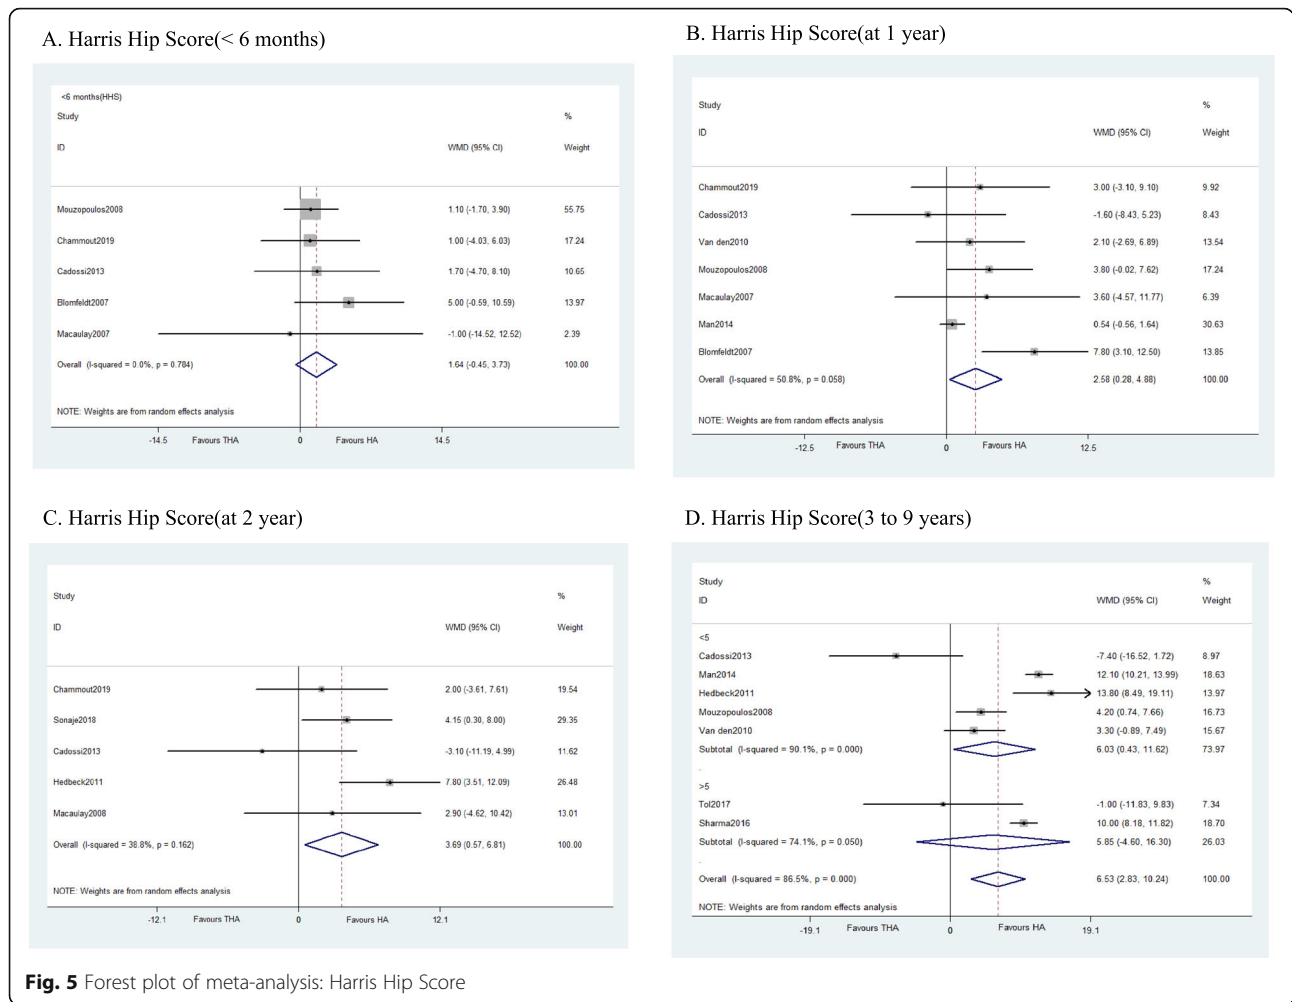 A. Harris Hip Score(< 6 months)
<6 months(HHS)
Study %
ID WMD (95% CI) Weight
Mouzopoulos2008 1.10 (-1.70, 3.90) 55.75
Chammout2019 1.00 (-4.03, 6.03) 17.24
Cadossi2013 1.70 (-4.70, 8.10) 10.65
Blomfeldt2007 5.00 (-0.59, 10.59) 13.97
Macaulay2007 -1.00 (-14.52, 12.52) 2.39
Overall (I-squared = 0.0%, p = 0.784) 1.64 (-0.45, 3.73) 100.00
NOTE: Weights are from random effects analysis
-14.5 Favours THA 0 Favours HA 14.5
B. Harris Hip Score(at 1 year)
Study %
ID WMD (95% CI) Weight
Chammout2019 3.00 (-3.10, 9.10) 9.92
Cadossi2013 -1.60 (-8.43, 5.23) 8.43
Van den2010 2.10 (-2.69, 6.89) 13.54
Mouzopoulos2008 3.80 (-0.02, 7.62) 17.24
Macaulay2007 3.60 (-4.57, 11.77) 6.39
Man2014 0.54 (-0.56, 1.64) 30.63
Blomfeldt2007 7.80 (3.10, 12.50) 13.85
Overall (I-squared = 50.8%, p = 0.058) 2.58 (0.28, 4.88) 100.00
NOTE: Weights are from random effects analysis
-12.5 Favours THA 0 Favours HA 12.5
C. Harris Hip Score(at 2 year)
Study %
ID WMD (95% CI) Weight
Chammout2019 2.00 (-3.61, 7.61) 19.54
Sonaje2018 4.15 (0.30, 8.00) 29.35
Cadossi2013 -3.10 (-11.19, 4.99) 11.62
Hedbeck2011 7.80 (3.51, 12.09) 26.48
Macaulay2008 2.90 (-4.62, 10.42) 13.01
Overall (I-squared = 38.8%, p = 0.162) 3.69 (0.57, 6.81) 100.00
NOTE: Weights are from random effects analysis
-12.1 Favours THA 0 Favours HA 12.1
D. Harris Hip Score(3 to 9 years)
Study %
ID WMD (95% CI) Weight
<5
Cadossi2013 -7.40 (-16.52, 1.72) 8.97
Man2014 12.10 (10.21, 13.99) 18.63
Hedbeck2011 13.80 (8.49, 19.11) 13.97
Mouzopoulos2008 4.20 (0.74, 7.66) 16.73
Van den2010 3.30 (-0.89, 7.49) 15.67
Subtotal (I-squared = 90.1%, p = 0.000) 6.03 (0.43, 11.62) 73.97
.
>5
Tol2017 -1.00 (-11.83, 9.83) 7.34
Sharma2016 10.00 (8.18, 11.82) 18.70
Subtotal (I-squared = 74.1%, p = 0.050) 5.85 (-4.60, 16.30) 26.03
.
Overall (I-squared = 86.5%, p = 0.000) 6.53 (2.83, 10.24) 100.00
NOTE: Weights are from random effects analysis
-19.1 Favours THA 0 Favours HA 19.1
Fig. 5 Forest plot of meta-analysis: Harris Hip Score